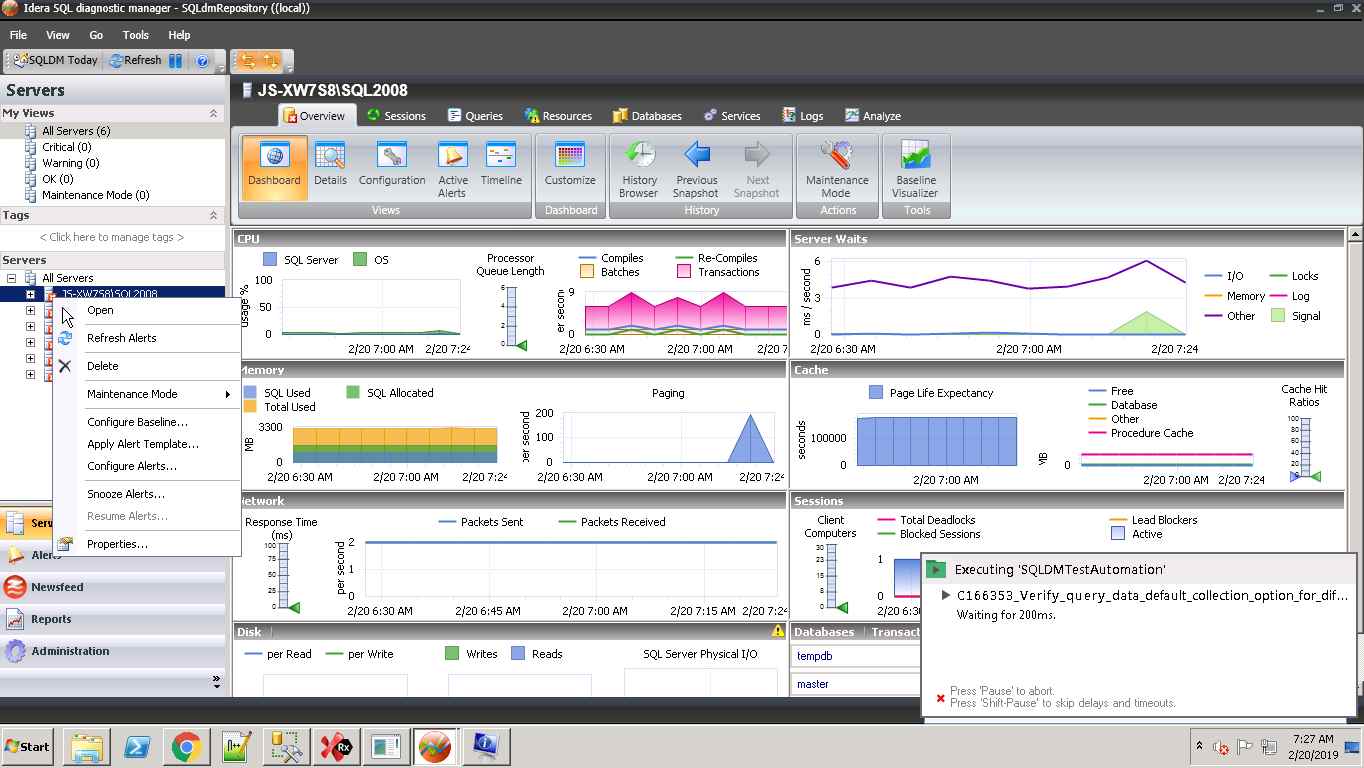 Idera SQL diagnostic manager - SQLdmRepository ((local))
File View Go Tools Help
SQLDM Today Refresh
Servers
My Views
All Servers (6)
Critical (0)
Warning (0)
OK (0)
Maintenance Mode (0)
Tags
< Click here to manage tags >
Servers
All Servers
JS-XW7S8\SQL2008
Open
Refresh Alerts
Delete
Maintenance Mode
Configure Baseline...
Apply Alert Template...
Configure Alerts...
Snooze Alerts...
Resume Alerts...
Properties...
Newsfeed
Reports
Administration
JS-XW7S8\SQL2008
Overview Sessions Queries Resources Databases Services Logs Analyze
Dashboard Details Configuration Active Alerts Timeline
Views
Customize
Dashboard
History Browser Previous Snapshot Next Snapshot
History
Maintenance Mode
Actions
Baseline Visualizer
Tools
CPU
SQL Server OS
usage %
100
50
0
2/20 7:00 AM 2/20 7:24
Processor Queue Length
6
4
2
0
Compiles Re-Compiles
Batches Transactions
9
0
2/20 6:30 AM 2/20 7:00 AM 2/20 7
Server Waits
ms / second
6
3
0
2/20 6:30 AM 2/20 7:00 AM 2/20 7:24
I/O Locks
Memory Log
Other Signal
Memory
SQL Used SQL Allocated
Total Used
MB
3300
0
2/20 6:30 AM 2/20 7:00 AM 2/20 7:24
Paging
per second
200
100
0
2/20 6:30 AM 2/20 7:00 AM 2/20 7:24
Cache
Page Life Expectancy
seconds
100000
0
2/20 7:00 AM
Free
Database
Other
Procedure Cache
MB
0
2/20 7:00 AM 2/20 7:24
Cache Hit Ratios
100
80
60
40
20
0
Network
Response Time (ms)
100
75
50
25
0
Packets Sent Packets Received
per second
2
1
0
2/20 6:30 AM 6:45 AM 2/20 7:00 AM 7:15 AM 2/20 7:24
Sessions
Client Computers
30
23
15
8
0
Total Deadlocks Lead Blockers
Blocked Sessions Active
1
0
2/20 6:30
Disk
per Read per Write
Writes Reads
SQL Server Physical I/O
Databases Transact
tempdb
master
Executing 'SQLDMTestAutomation'
C166353_Verify_query_data_default_collection_option_for_dif...
Waiting for 200ms.
Press 'Pause' to abort.
Press 'Shift-Pause' to skip delays and timeouts.
Start
7:27 AM
2/20/2019